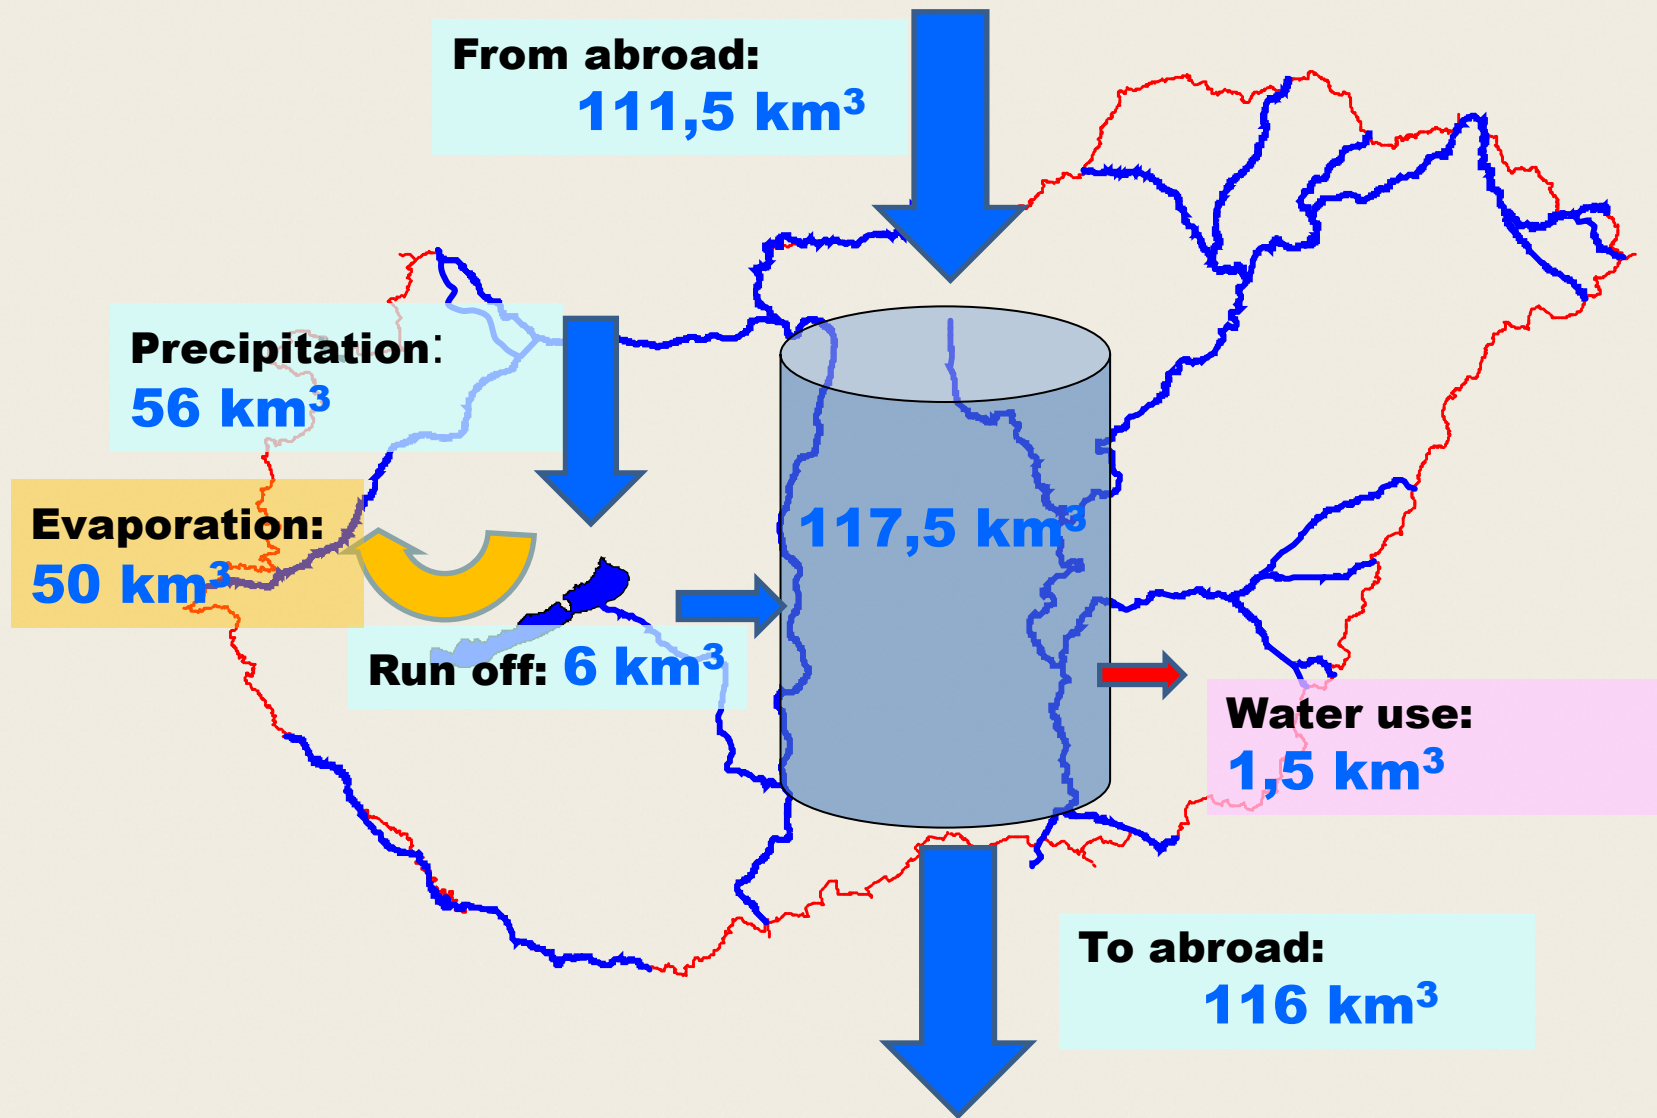 From abroad:
111,5 km³
Precipitation:
56 km³
Evaporation:
50 km³
117,5 km³
Run off: 6 km³
Water use:
1,5 km³
To abroad:
116 km³